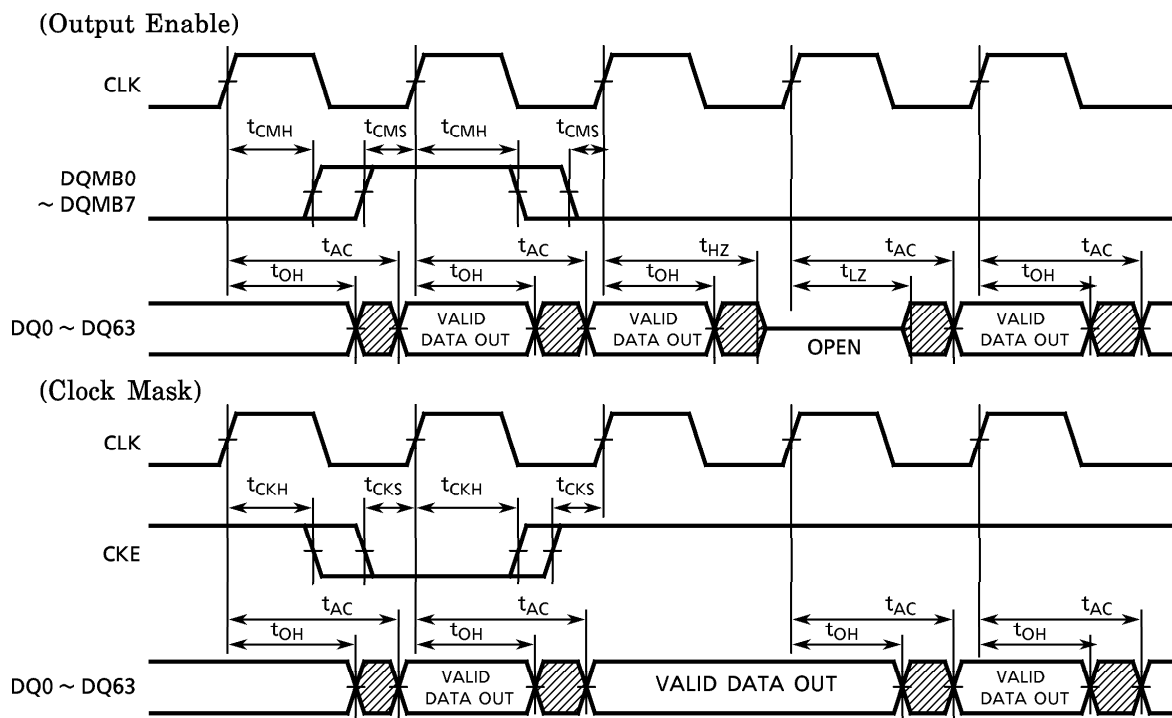 (Output Enable)
CLK
tCMH tCMS tCMH tCMS
DQMB0
~ DQMB7
tAC tAC tHZ tAC tAC
tOH tOH tOH tLZ tOH
DQ0 ~ DQ63
VALID DATA OUT
VALID DATA OUT
OPEN
VALID DATA OUT
(Clock Mask)
CLK
tCKH tCKS tCKH tCKS
CKE
tAC tAC tAC tAC
tOH tOH tOH tOH
DQ0 ~ DQ63
VALID DATA OUT
VALID DATA OUT
VALID DATA OUT